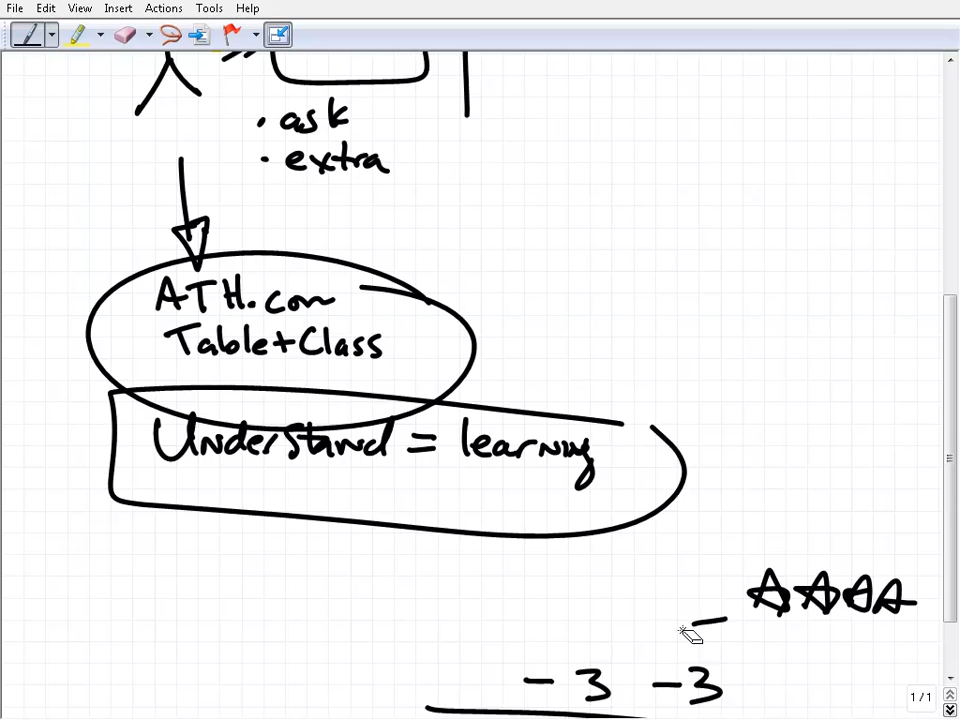 File Edit View Insert Actions Tools Help
. ask
. extra
ATH.com
Table+Class
Understand = learning
-
- 3 -3
1 / 1